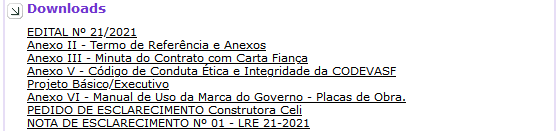 Downloads
EDITAL Nº 21/2021
Anexo II - Termo de Referência e Anexos
Anexo III - Minuta do Contrato com Carta Fiança
Anexo V - Código de Conduta Ética e Integridade da CODEVASF
Projeto Básico/Executivo
Anexo VI - Manual de Uso da Marca do Governo - Placas de Obra.
PEDIDO DE ESCLARECIMENTO Construtora Celi
NOTA DE ESCLARECIMENTO Nº 01 - LRE 21-2021